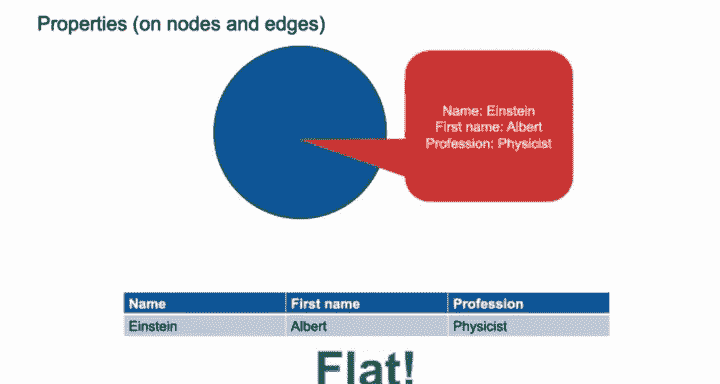 Properties (on nodes and edges)
Name: Einstein
First name: Albert
Profession: Physicist
Name First name Profession
Einstein Albert Physicist
Flat!